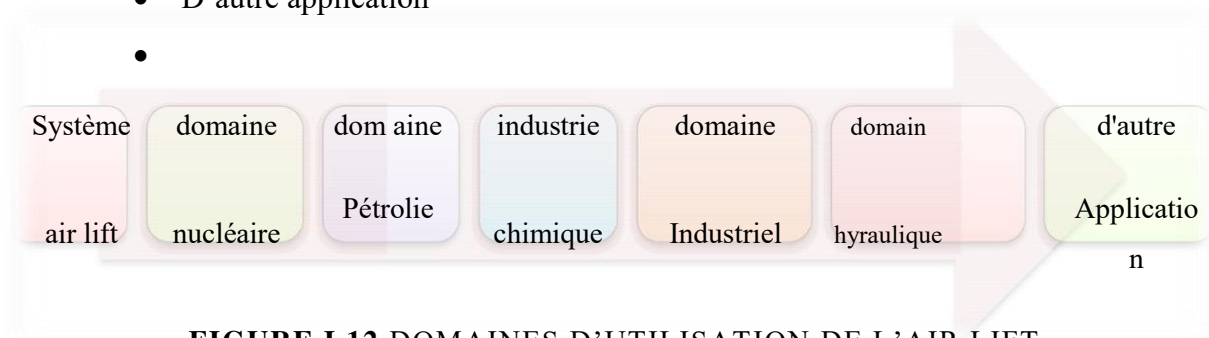 • D'autre application
•
Système
air lift
domaine
nucléaire
dom aine
Pétrolie
industrie
chimique
domaine
Industriel
domain
hyraulique
d'autre
Applicatio
n
FIGURE I.12 DOMAINES D'UTILISATION DE L'AIR LIFT